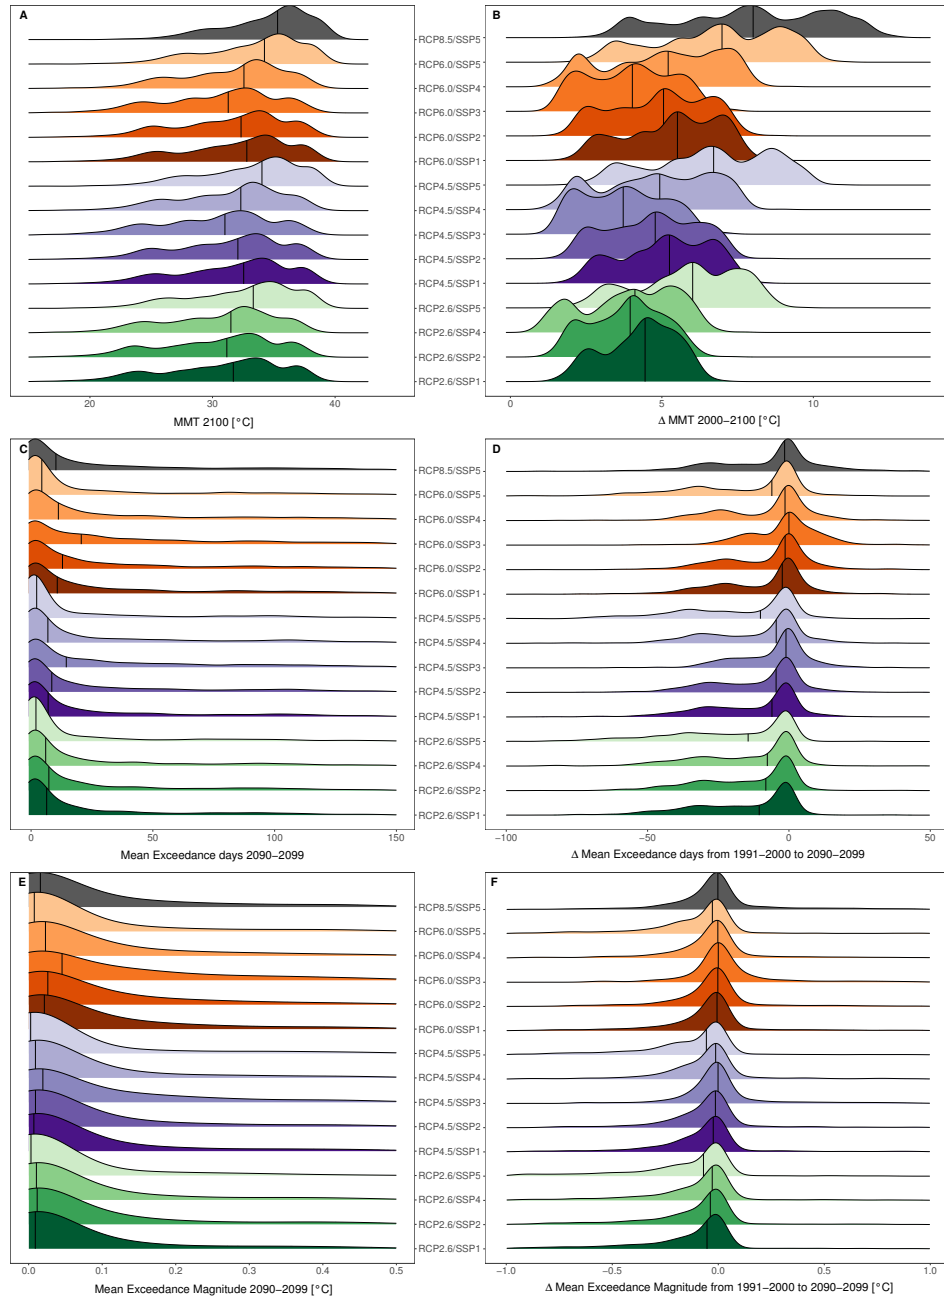 A
B
RCP8.5/SSP5
RCP6.0/SSP5
RCP6.0/SSP4
RCP6.0/SSP3
RCP6.0/SSP2
RCP6.0/SSP1
RCP4.5/SSP5
RCP4.5/SSP4
RCP4.5/SSP3
RCP4.5/SSP2
RCP4.5/SSP1
RCP2.6/SSP5
RCP2.6/SSP4
RCP2.6/SSP2
RCP2.6/SSP1
20 30 40
MMT 2100 [°C]
0 5 10
Δ MMT 2000−2100 [°C]
C
D
RCP8.5/SSP5
RCP6.0/SSP5
RCP6.0/SSP4
RCP6.0/SSP3
RCP6.0/SSP2
RCP6.0/SSP1
RCP4.5/SSP5
RCP4.5/SSP4
RCP4.5/SSP3
RCP4.5/SSP2
RCP4.5/SSP1
RCP2.6/SSP5
RCP2.6/SSP4
RCP2.6/SSP2
RCP2.6/SSP1
0 50 100 150
Mean Exceedance days 2090−2099
−100 −50 0 50
Δ Mean Exceedance days from 1991−2000 to 2090−2099
E
F
RCP8.5/SSP5
RCP6.0/SSP5
RCP6.0/SSP4
RCP6.0/SSP3
RCP6.0/SSP2
RCP6.0/SSP1
RCP4.5/SSP5
RCP4.5/SSP4
RCP4.5/SSP3
RCP4.5/SSP2
RCP4.5/SSP1
RCP2.6/SSP5
RCP2.6/SSP4
RCP2.6/SSP2
RCP2.6/SSP1
0.0 0.1 0.2 0.3 0.4 0.5
Mean Exceedance Magnitude 2090−2099 [°C]
−1.0 −0.5 0.0 0.5 1.0
Δ Mean Exceedance Magnitude from 1991−2000 to 2090−2099 [°C]